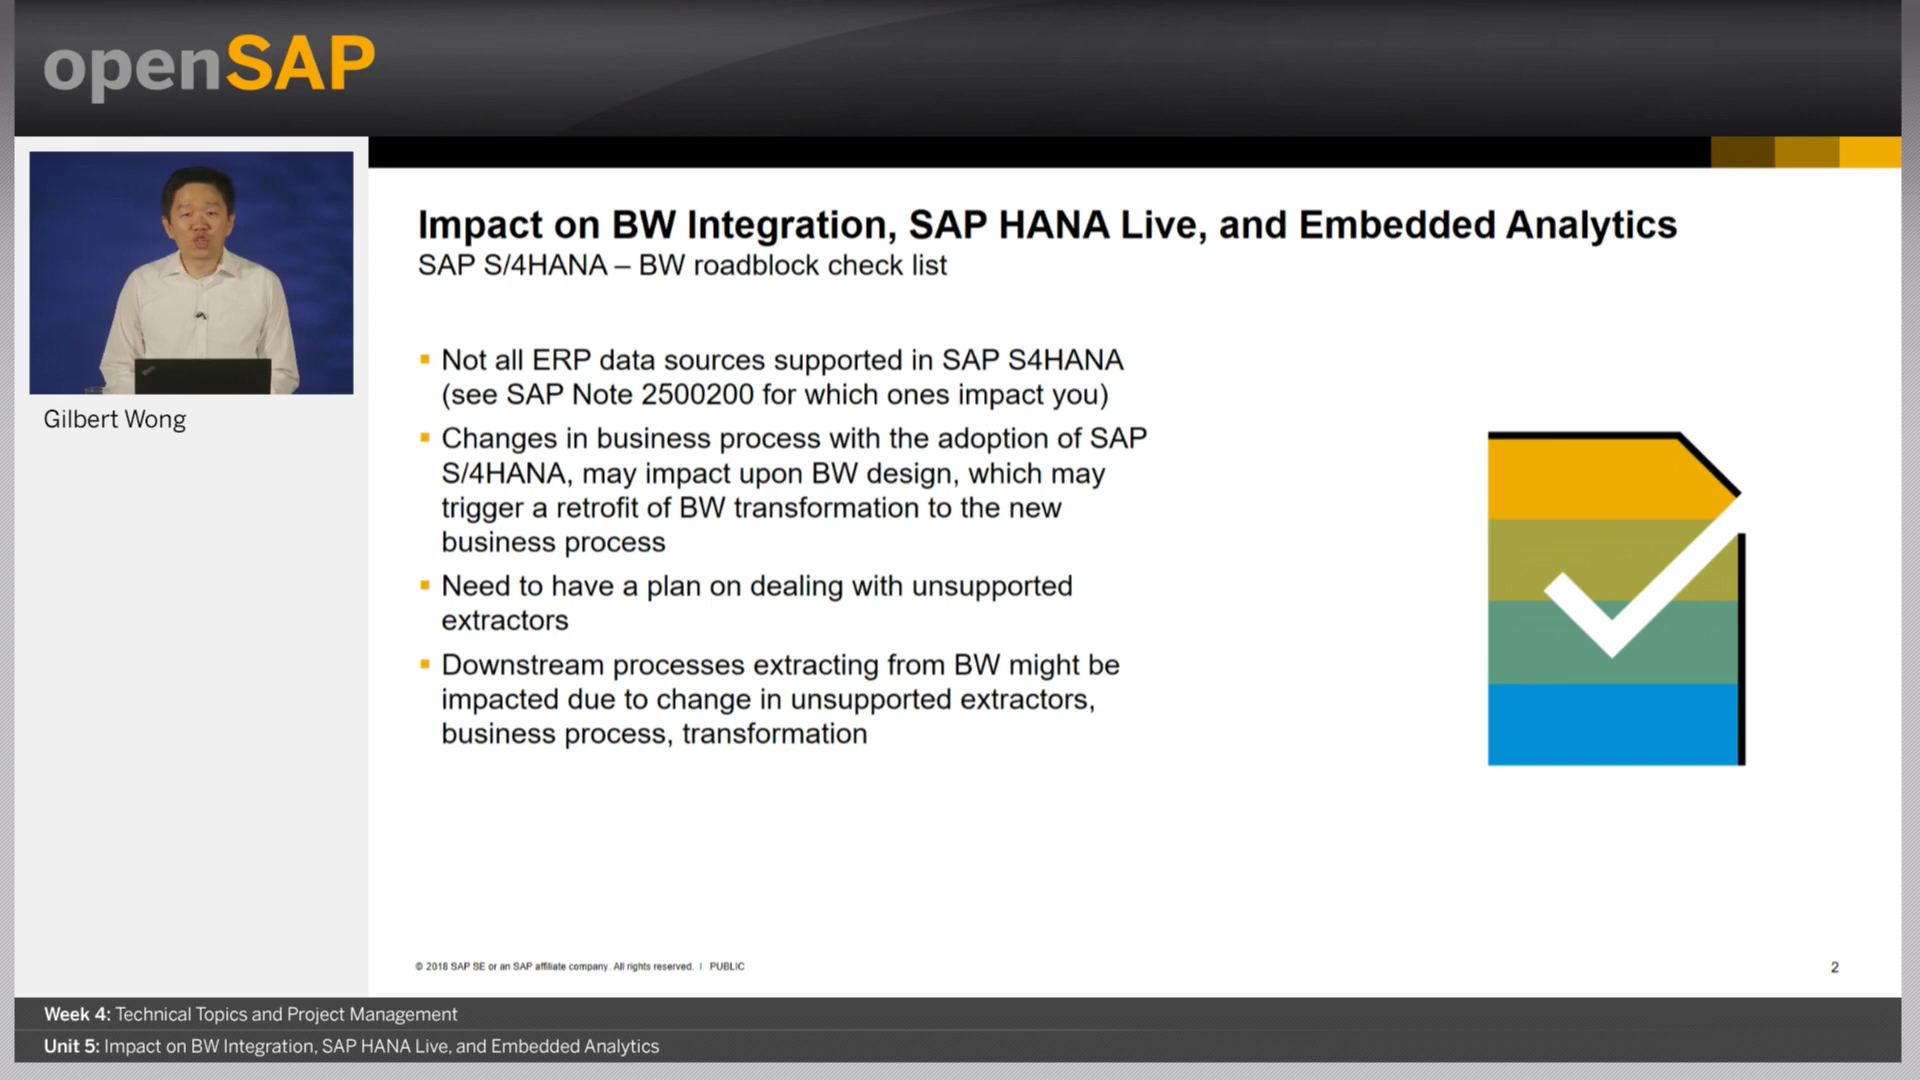 openSAP
Gilbert Wong
Impact on BW Integration, SAP HANA Live, and Embedded Analytics
SAP S/4HANA – BW roadblock check list
Not all ERP data sources supported in SAP S4HANA
(see SAP Note 2500200 for which ones impact you)
Changes in business process with the adoption of SAP
S/4HANA, may impact upon BW design, which may
trigger a retrofit of BW transformation to the new
business process
Need to have a plan on dealing with unsupported
extractors
Downstream processes extracting from BW might be
impacted due to change in unsupported extractors,
business process, transformation
© 2018 SAP SE or an SAP affiliate company. All rights reserved. | PUBLIC
2
Week 4: Technical Topics and Project Management
Unit 5: Impact on BW Integration, SAP HANA Live, and Embedded Analytics